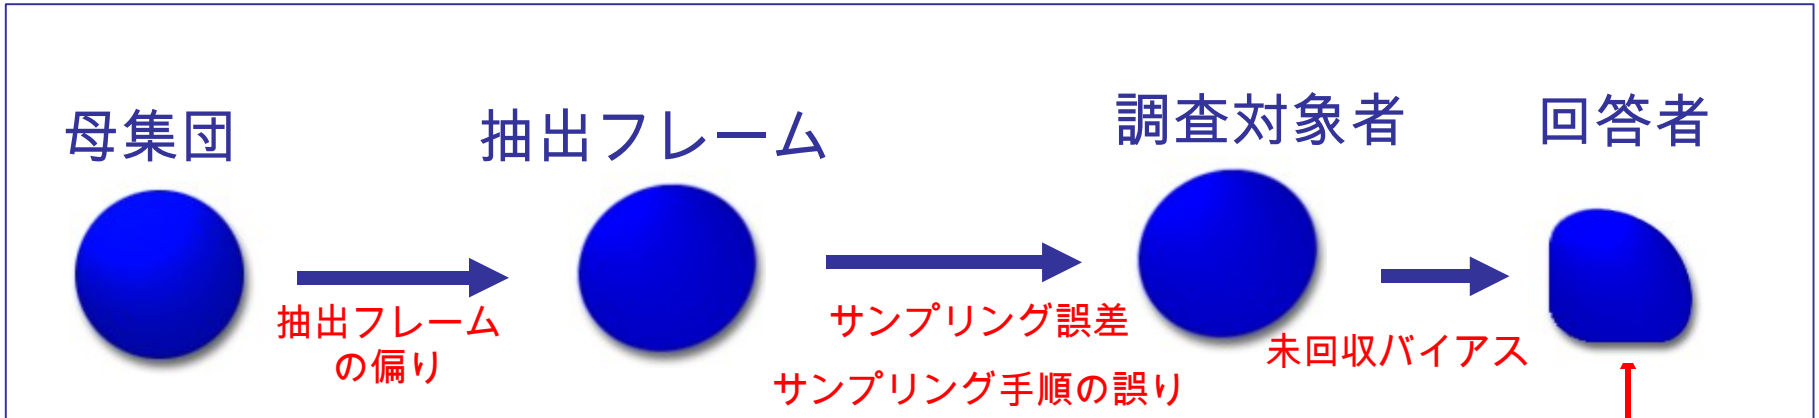 母集団
抽出フレーム
調査対象者
回答者
抽出フレーム
の偏り
サンプリング誤差
サンプリング手順の誤り
未回収バイアス